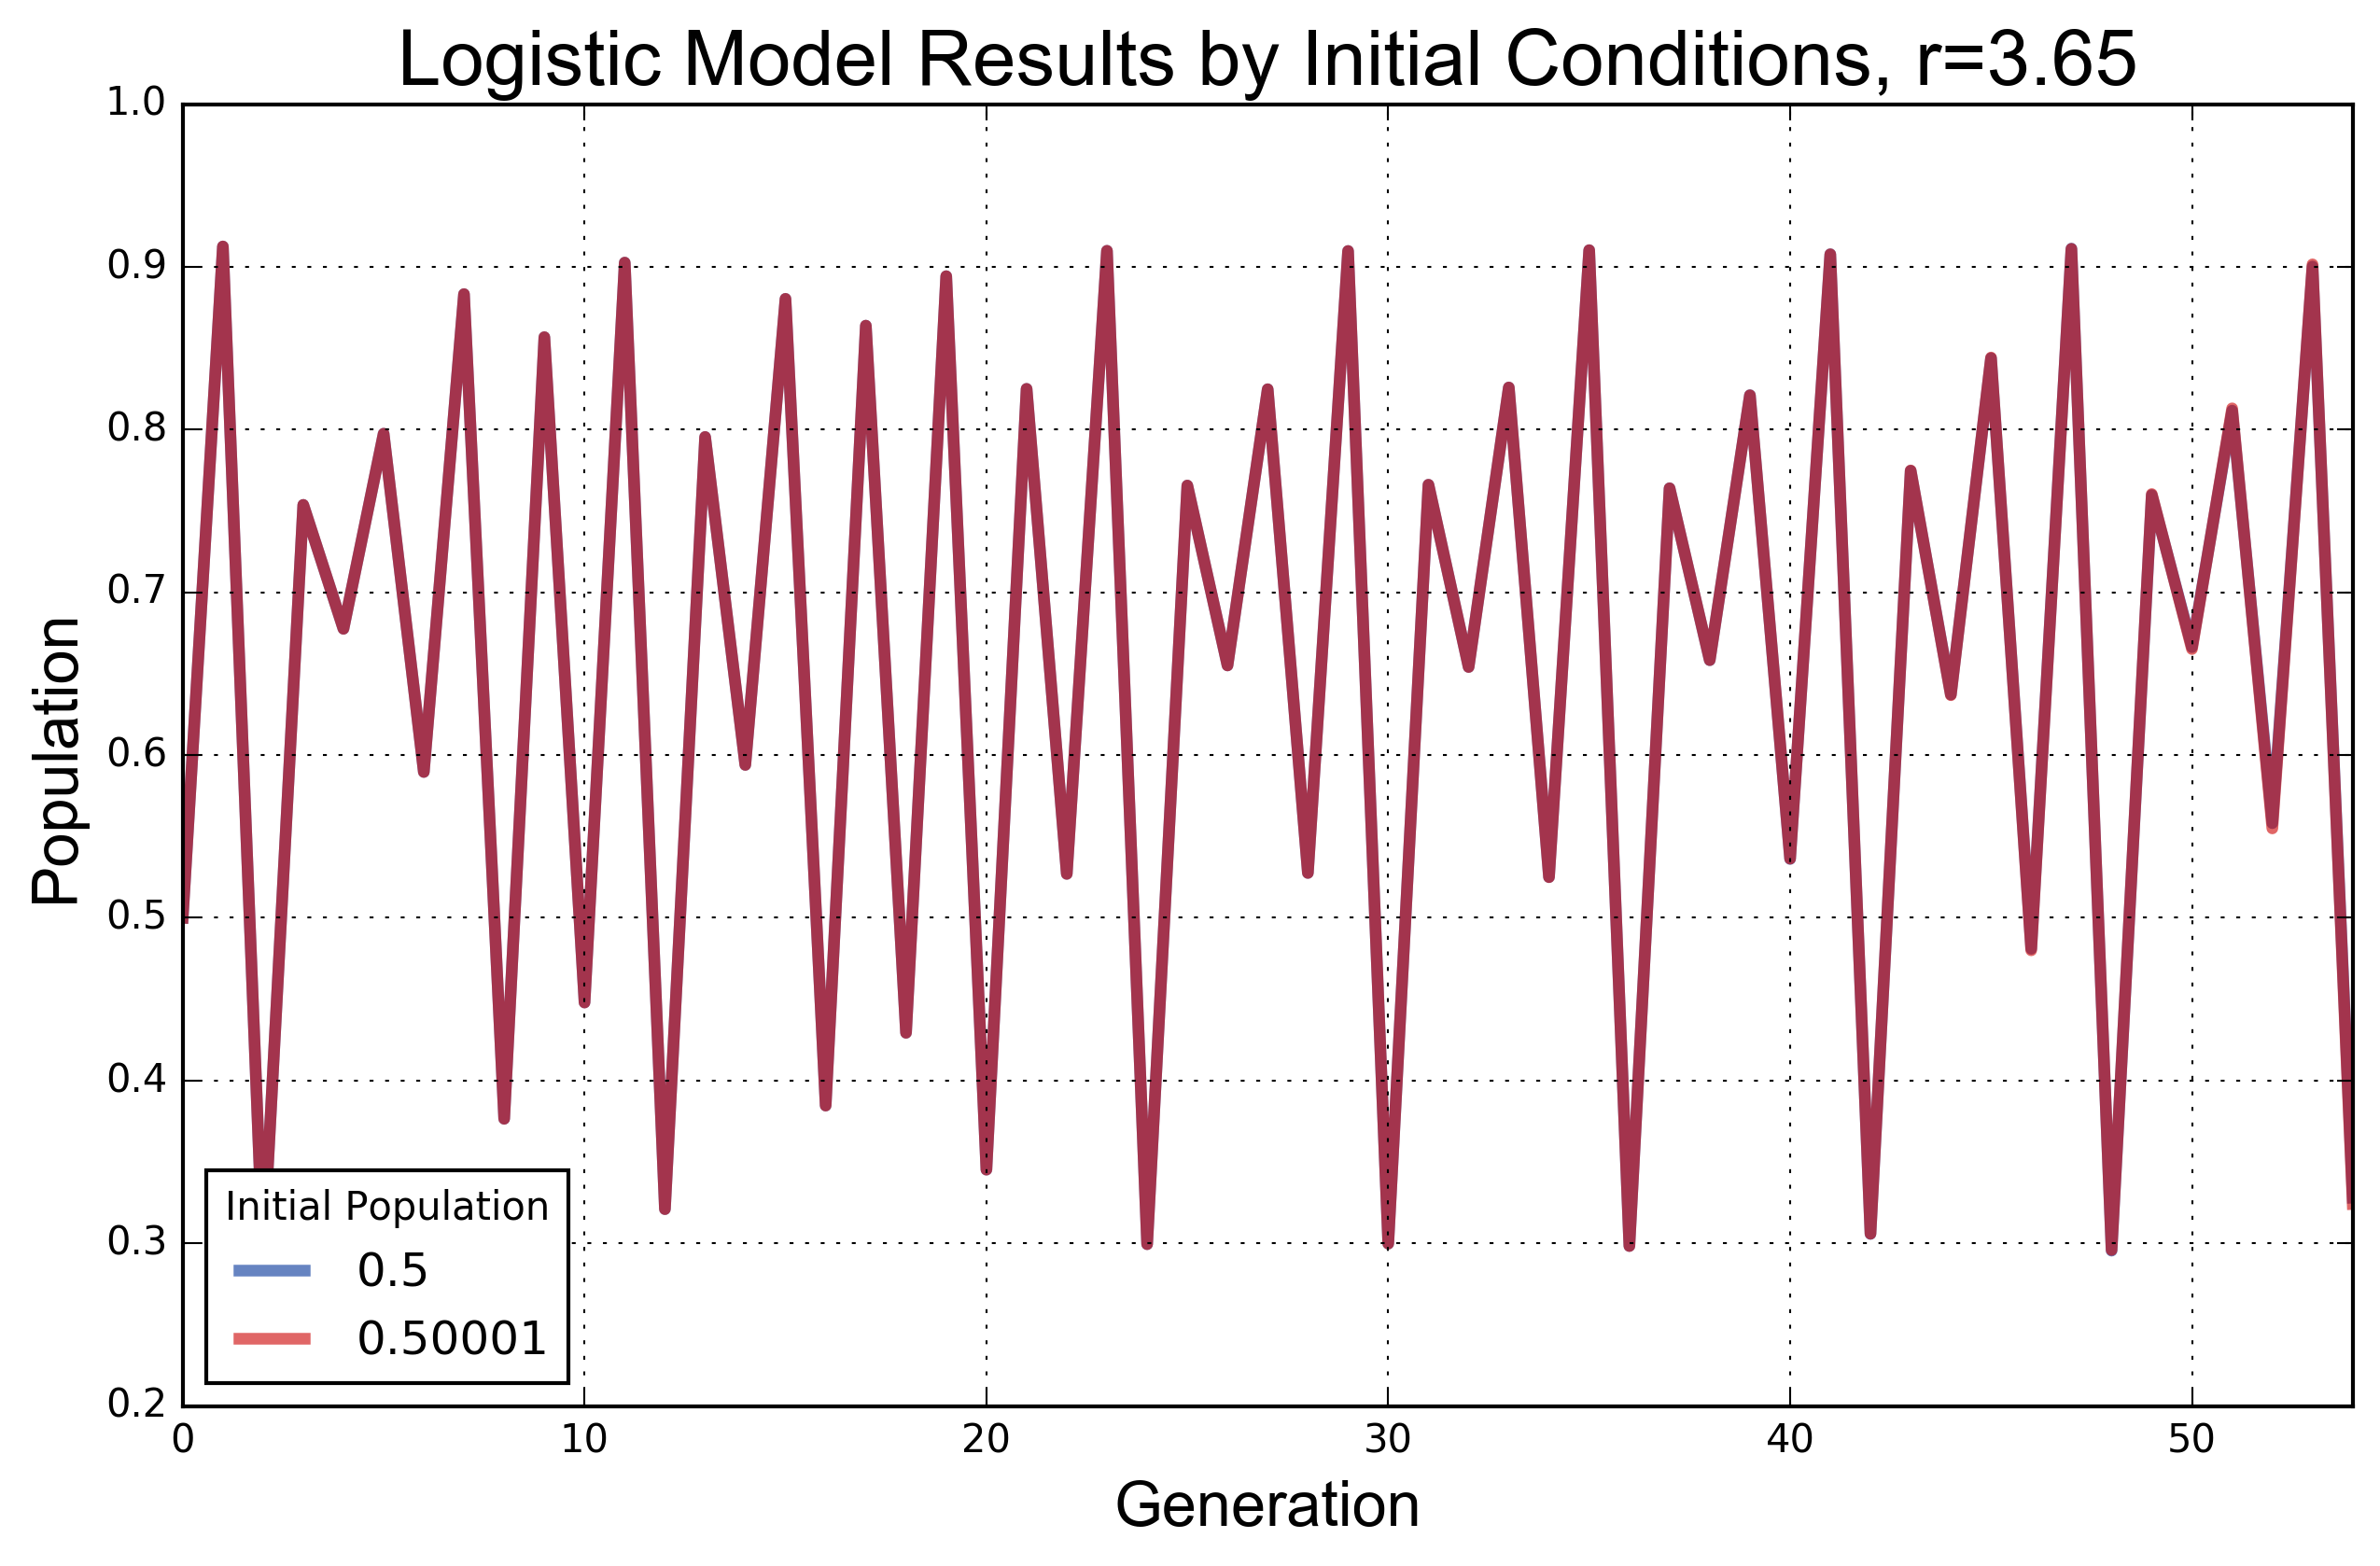 Logistic Model Results by Initial Conditions, r=3.65
1.0
0.9
0.8
0.7
0.6
0.5
0.4
0.3
0.2
Population
Initial Population
0.5
0.50001
0 10 20 30 40 50
Generation